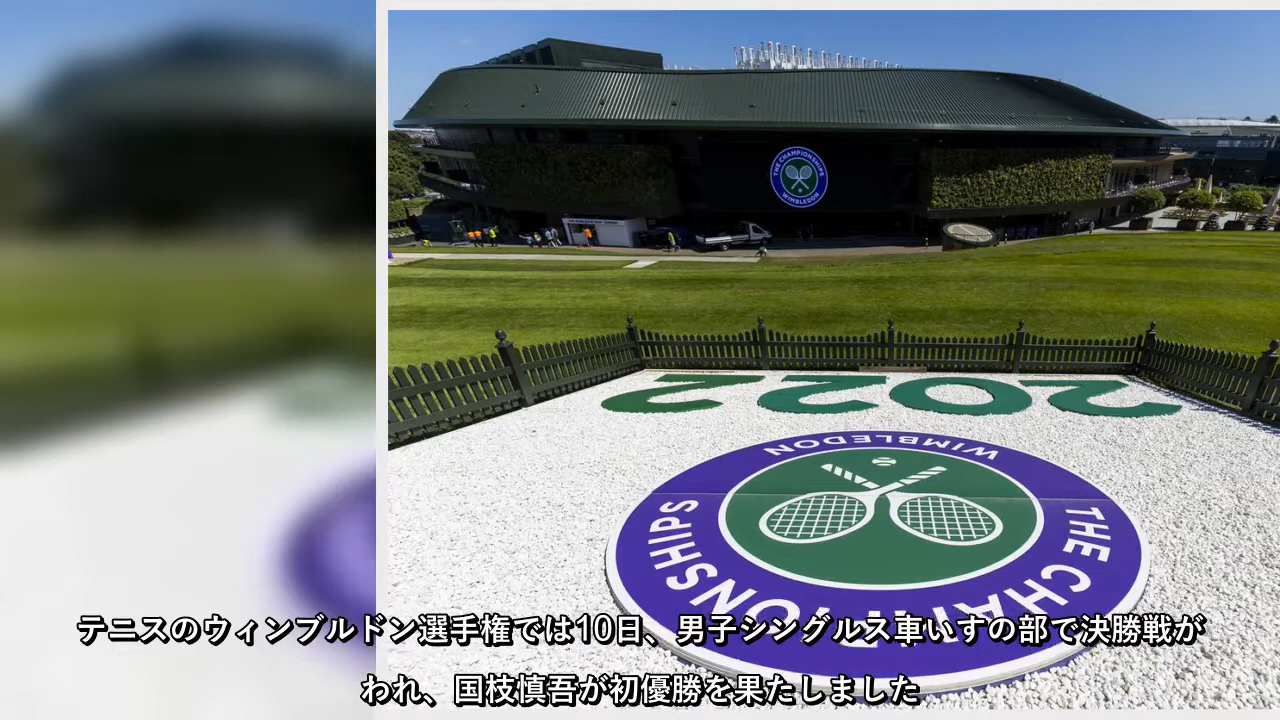 THE CHAMPIONSHIPS
WIMBLEDON
2022
WIMBLEDON
THE CHAMPIONSHIPS
テニスのウィンブルドン選手権では10日、男子シングルス車いすの部で決勝戦が
われ、国枝慎吾が初優勝を果たしました